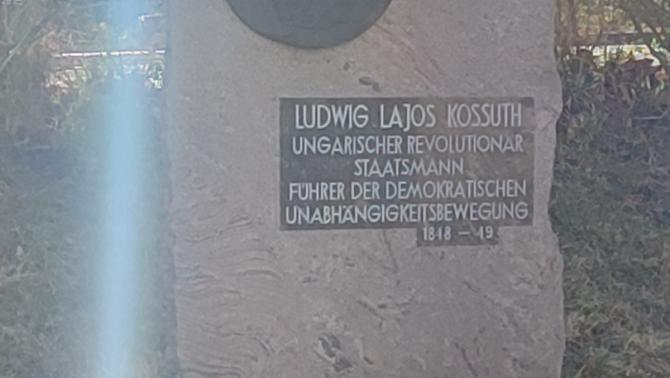 LUDWIG LAJOS KOSSUTH
UNGARISCHER REVOLUTIONÄR
STAATSMANN
FÜHRER DER DEMOKRATISCHEN
UNABHÄNGIGKEITSBEWEGUNG
1848 – 49